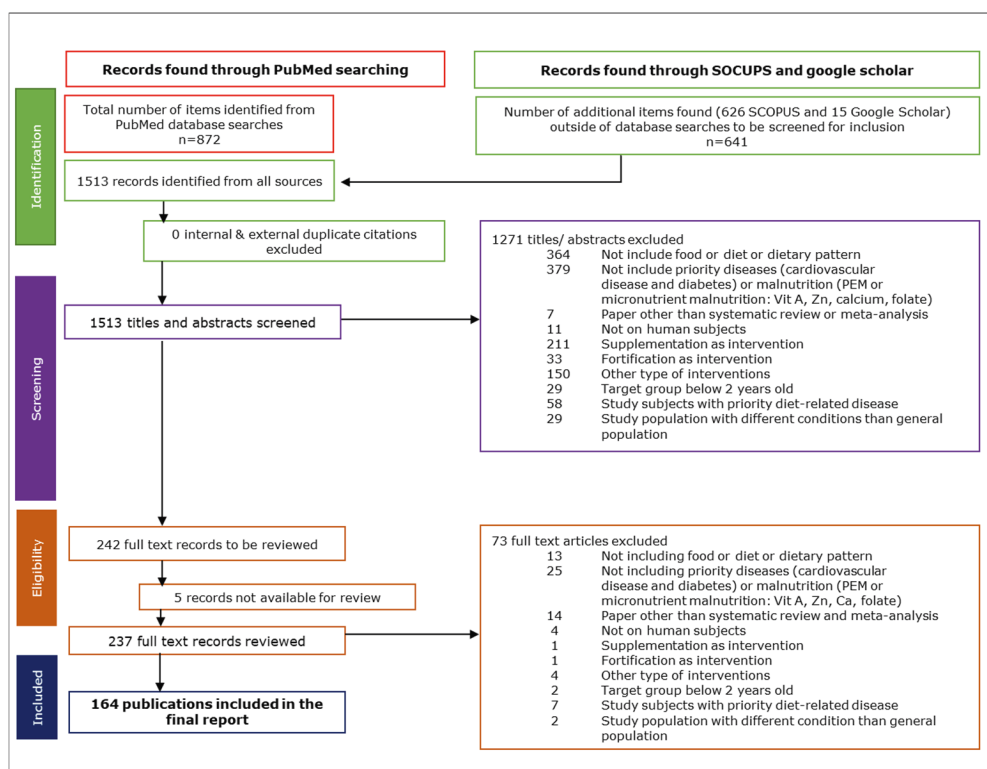 Records found through PubMed searching
Records found through SOCUPS and google scholar
Identification
Total number of items identified from
PubMed database searches
n=872
Number of additional items found (626 SCOPUS and 15 Google Scholar)
outside of database searches to be screened for inclusion
n=641
1513 records identified from all sources
0 internal & external duplicate citations
excluded
Screening
1513 titles and abstracts screened
1271 titles/ abstracts excluded
364 Not include food or diet or dietary pattern
379 Not include priority diseases (cardiovascular
disease and diabetes) or malnutrition (PEM or
micronutrient malnutrition: Vit A, Zn, calcium, folate)
7 Paper other than systematic review or meta-analysis
11 Not on human subjects
211 Supplementation as intervention
33 Fortification as intervention
150 Other type of interventions
29 Target group below 2 years old
58 Study subjects with priority diet-related disease
29 Study population with different conditions than general
population
Eligibility
242 full text records to be reviewed
5 records not available for review
237 full text records reviewed
73 full text articles excluded
13 Not including food or diet or dietary pattern
25 Not including priority diseases (cardiovascular
disease and diabetes) or malnutrition (PEM or
micronutrient malnutrition: Vit A, Zn, Ca, folate)
14 Paper other than systematic review and meta-analysis
4 Not on human subjects
1 Supplementation as intervention
1 Fortification as intervention
4 Other type of interventions
2 Target group below 2 years old
7 Study subjects with priority diet-related disease
2 Study population with different condition than general
population
Included
164 publications included in the
final report